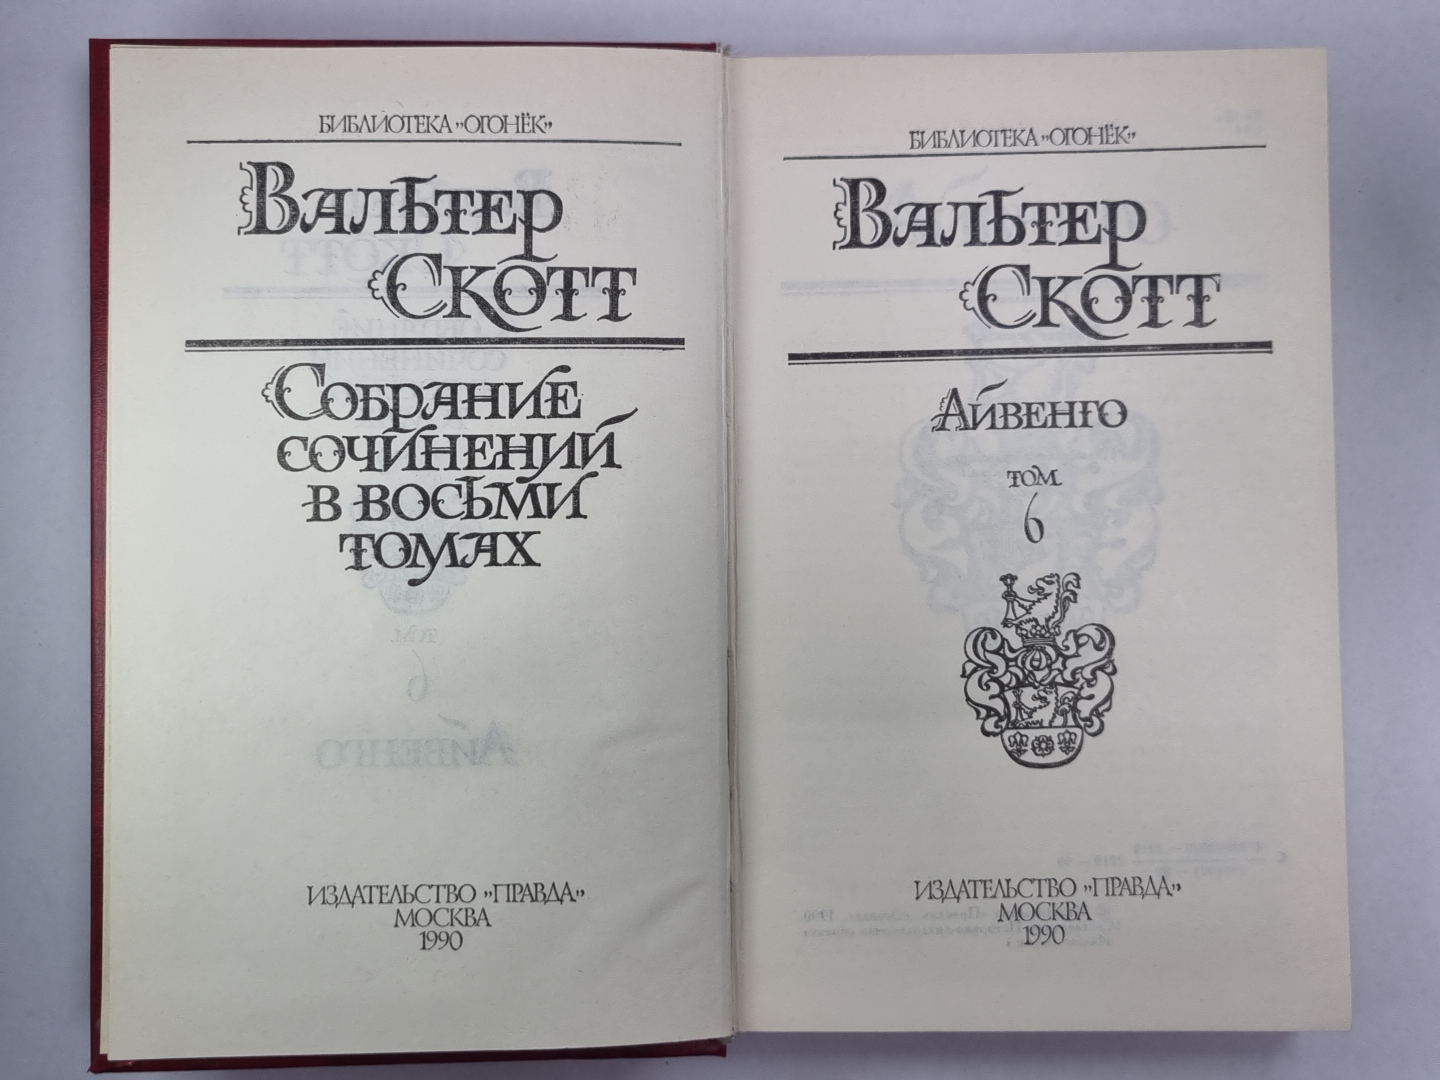 БИБЛИОТЕКА „ОГОНЁК”
ВАЛЬТЕР
СКОТТ
СОБРАНИЕ
СОЧИНЕНИЙ
В ВОСЬМИ
ТОМАХ
ИЗДАТЕЛЬСТВО „ПРАВДА”
МОСКВА
1990
БИБЛИОТЕКА „ОГОНЁК”
ВАЛЬТЕР
СКОТТ
АЙВЕНГО
ТОМ
6
ИЗДАТЕЛЬСТВО „ПРАВДА”
МОСКВА
1990